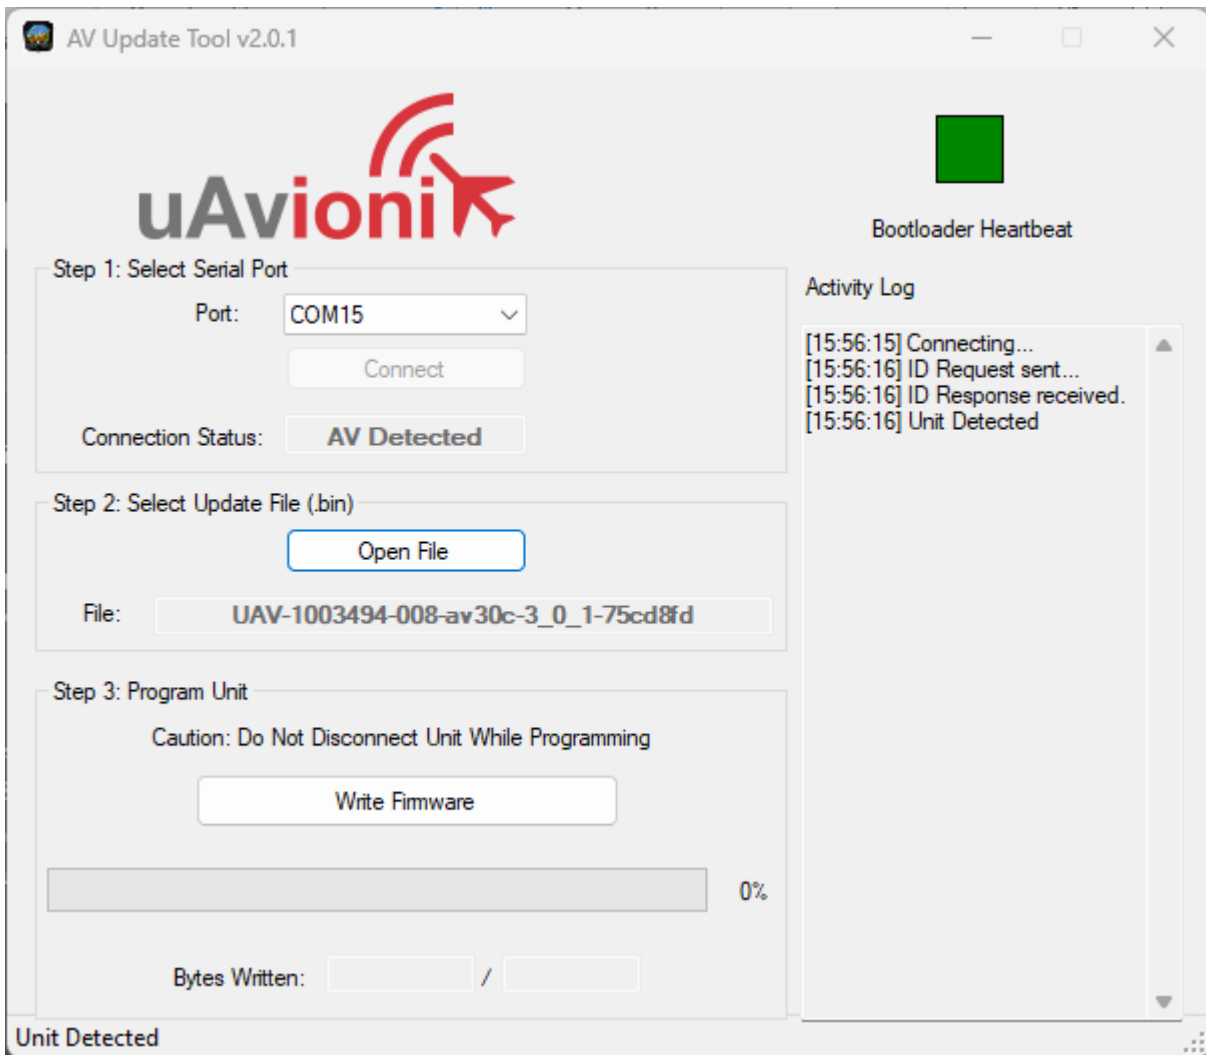 AV Update Tool v2.0.1
uAvioni
Bootloader Heartbeat
Step 1: Select Serial Port
Port: COM15
Connect
Connection Status: AV Detected
Step 2: Select Update File (.bin)
Open File
File: UAV-1003494-008-av30c-3_0_1-75cd8fd
Step 3: Program Unit
Caution: Do Not Disconnect Unit While Programming
Write Firmware
0%
Bytes Written: /
Activity Log
[15:56:15] Connecting...
[15:56:16] ID Request sent...
[15:56:16] ID Response received.
[15:56:16] Unit Detected
Unit Detected